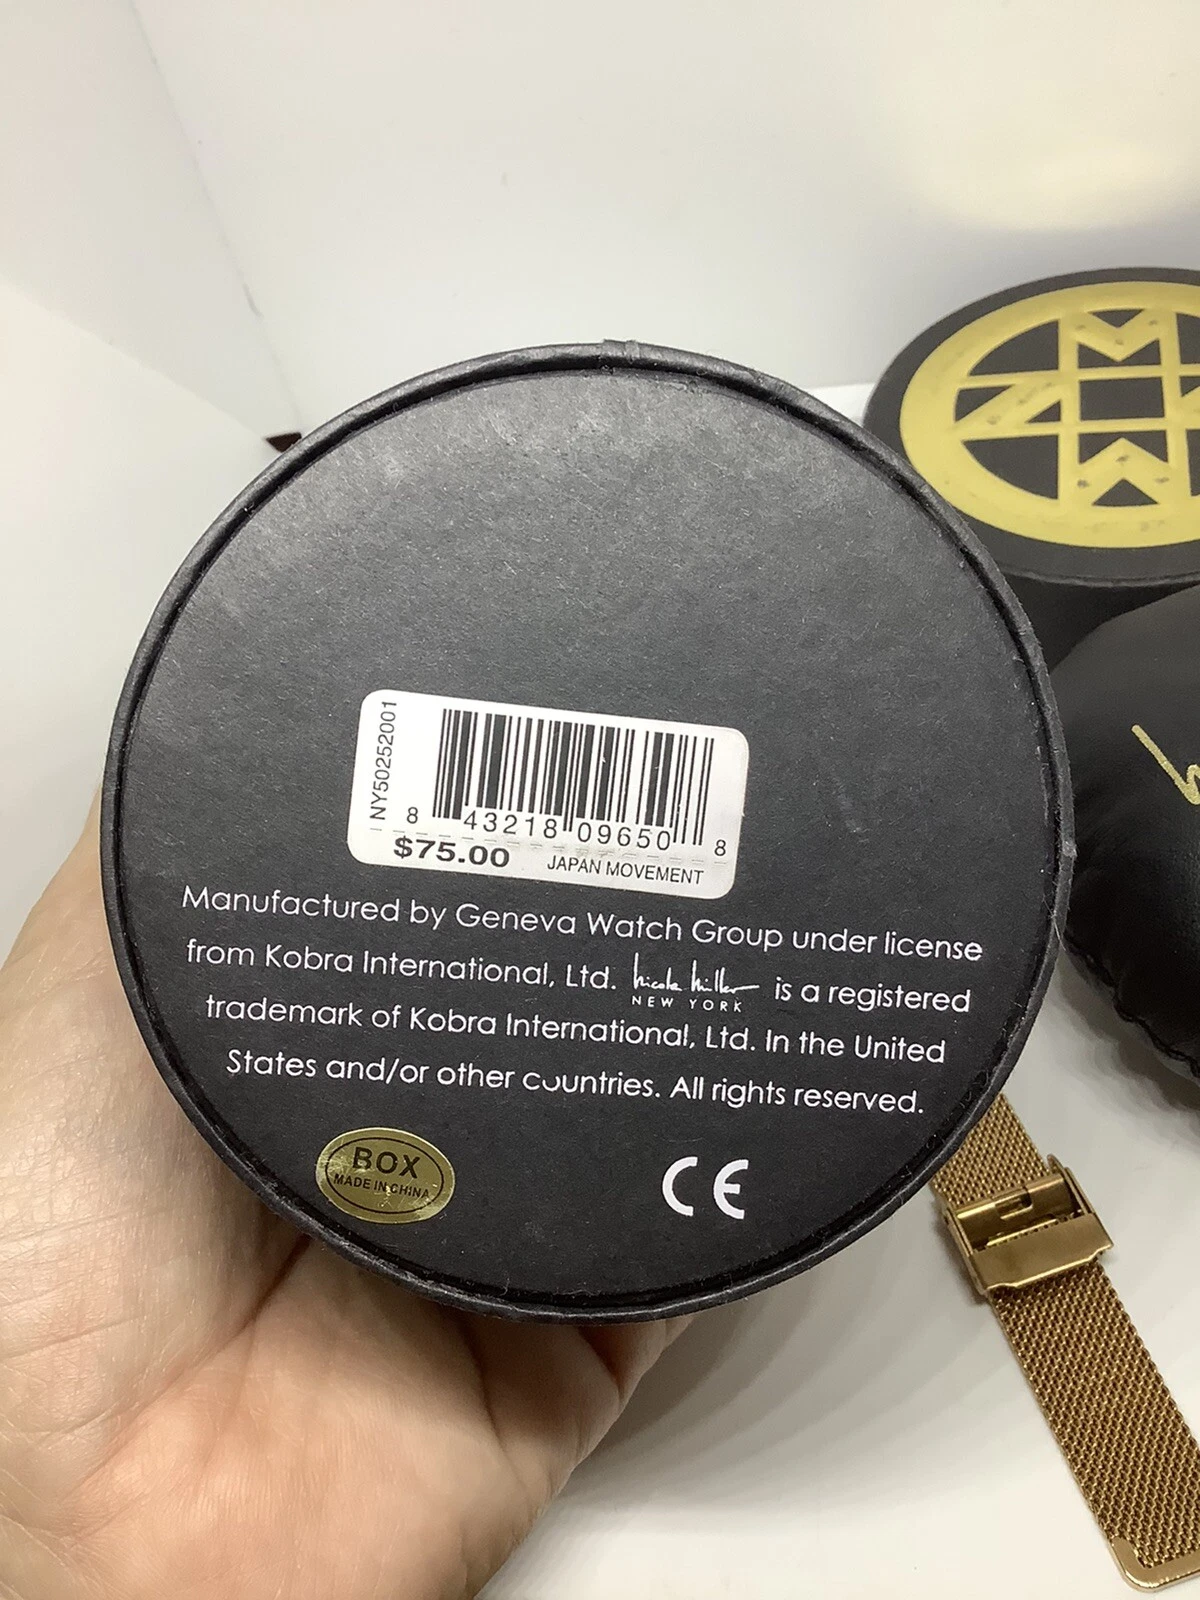 NY50252001
8 43218 09650 8
$75.00 JAPAN MOVEMENT
Manufactured by Geneva Watch Group under license
from Kobra International, Ltd. nicole miller is a registered
NEW YORK
trademark of Kobra International, Ltd. In the United
States and/or other countries. All rights reserved.
BOX
MADE IN CHINA
CE